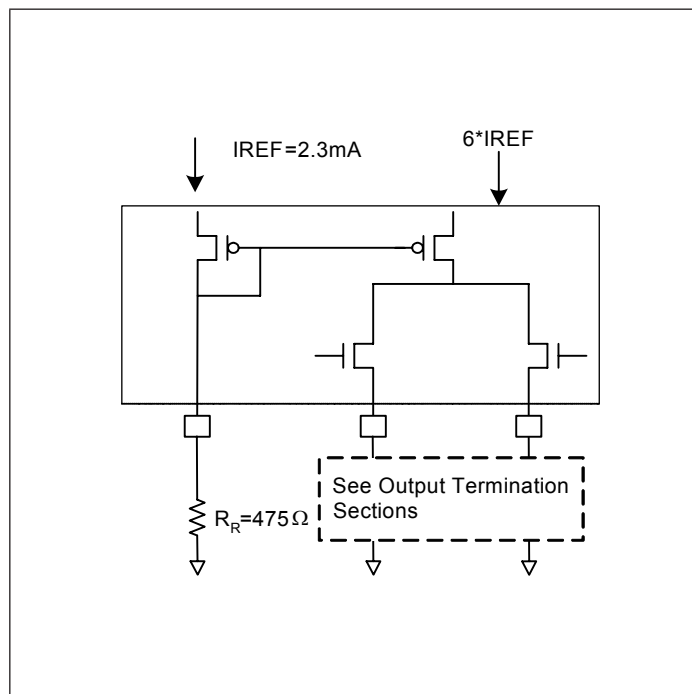 IREF=2.3mA
6*IREF
See Output Termination
Sections
R_R=475Ω